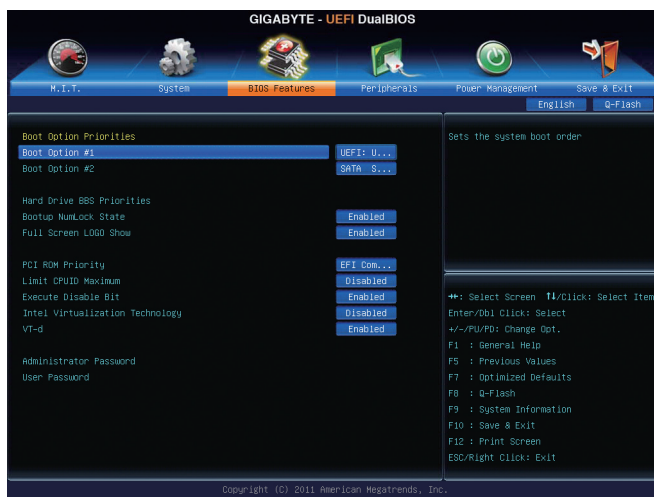 GIGABYTE - UEFI DualBIOS
M.I.T. System BIOS Features Peripherals Power Management Save & Exit
English Q-Flash
Boot Option Priorities
Boot Option #1 UEFI: U...
Boot Option #2 SATA S...
Hard Drive BBS Priorities
Bootup NumLock State Enabled
Full Screen LOGO Show Enabled
PCI ROM Priority EFI Com...
Limit CPUID Maximum Disabled
Execute Disable Bit Enabled
Intel Virtualization Technology Disabled
VT-d Enabled
Administrator Password
User Password
Sets the system boot order
→←: Select Screen ↑↓/Click: Select Item
Enter/Dbl Click: Select
+/-/PU/PD: Change Opt.
F1 : General Help
F5 : Previous Values
F7 : Optimized Defaults
F8 : Q-Flash
F9 : System Information
F10 : Save & Exit
F12 : Print Screen
ESC/Right Click: Exit
Copyright (C) 2011 American Megatrends, Inc.